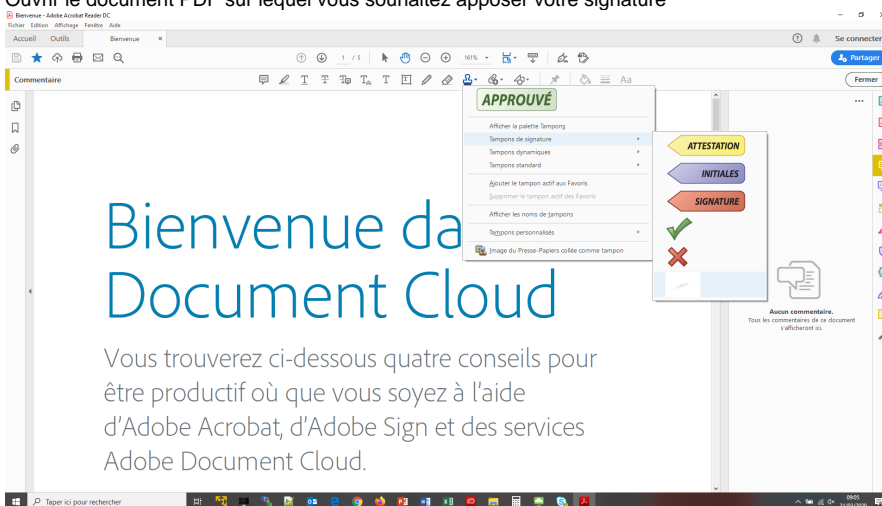 Ouvrir le document PDF sur lequel vous souhaitez apposer votre signature
Bienvenue - Adobe Acrobat Reader DC
Fichier Edition Affichage Fenêtre Aide
Accueil Outils Bienvenue × Se connecter
1 / 5 161% Partager
Commentaire Aa Fermer
APPROUVÉ
Afficher la palette Tampons
Tampons de signature
Tampons dynamiques
Tampons standard
Ajouter le tampon actif aux Favoris
Supprimer le tampon actif des Favoris
Afficher les noms de tampons
Tampons personnalisés
Image du Presse-Papiers collée comme tampon
ATTESTATION
INITIALES
SIGNATURE
Bienvenue da
Document Cloud
Vous trouverez ci-dessous quatre conseils pour
être productif où que vous soyez à l'aide
d'Adobe Acrobat, d'Adobe Sign et des services
Adobe Document Cloud.
Aucun commentaire.
Tous les commentaires de ce document
s'afficheront ici.
Taper ici pour rechercher
09:05